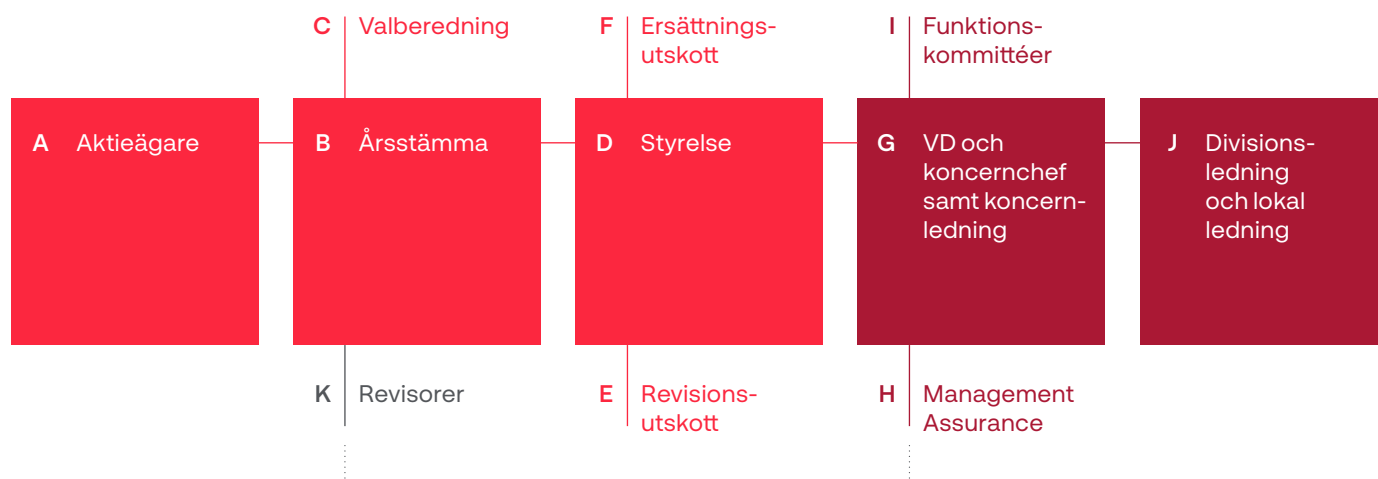 C Valberedning
F Ersättnings-
utskott
I Funktions-
kommittéer
A Aktieägare
B Årsstämma
D Styrelse
G VD och
koncernchef
samt koncern-
ledning
J Divisions-
ledning
och lokal
ledning
K Revisorer
E Revisions-
utskott
H Management
Assurance